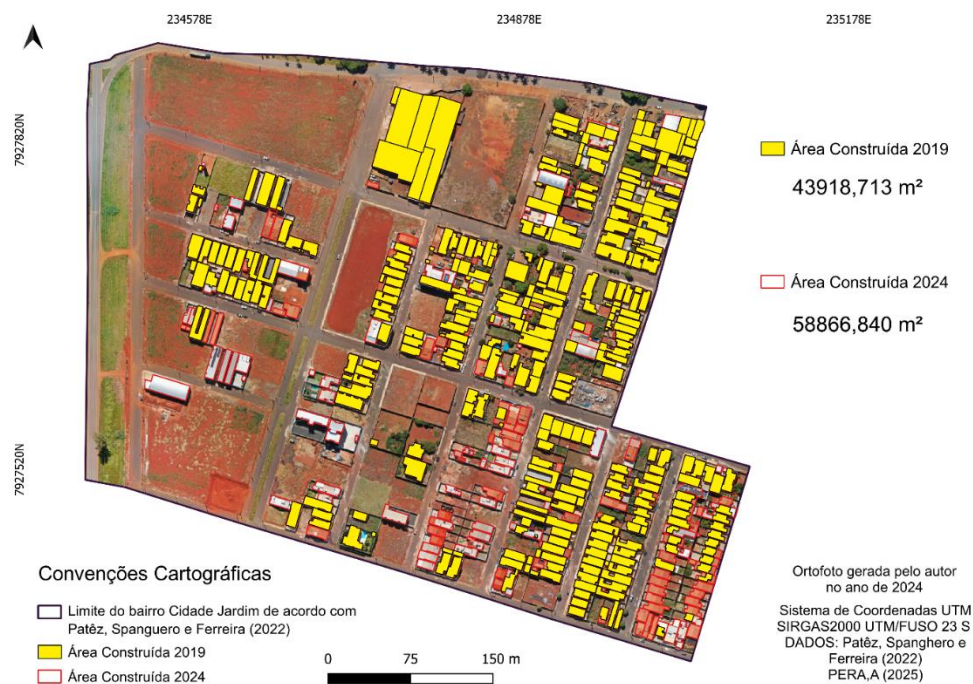 234578E
234878E
235178E
7927820N
7927520N
Área Construída 2019
43918,713 m²
Área Construída 2024
58866,840 m²
Convenções Cartográficas
Limite do bairro Cidade Jardim de acordo com
Patêz, Spanguero e Ferreira (2022)
Área Construída 2019
Área Construída 2024
0 75 150 m
Ortofoto gerada pelo autor
no ano de 2024
Sistema de Coordenadas UTM
SIRGAS2000 UTM/FUSO 23 S
DADOS: Patêz, Spanghero e
Ferreira (2022)
PERA,A (2025)